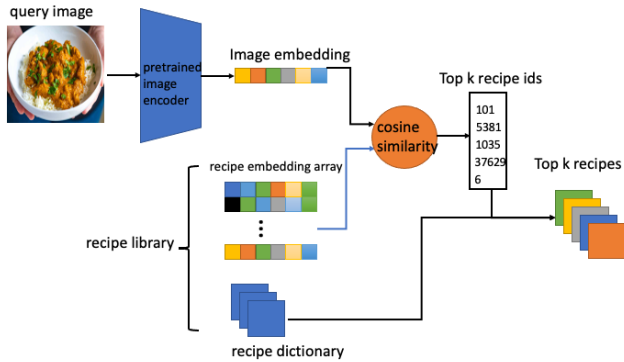 query image
pretrained
image
encoder
Image embedding
cosine
similarity
Top k recipe ids
101
5381
1035
37629
6
Top k recipes
recipe library
recipe embedding array
recipe dictionary